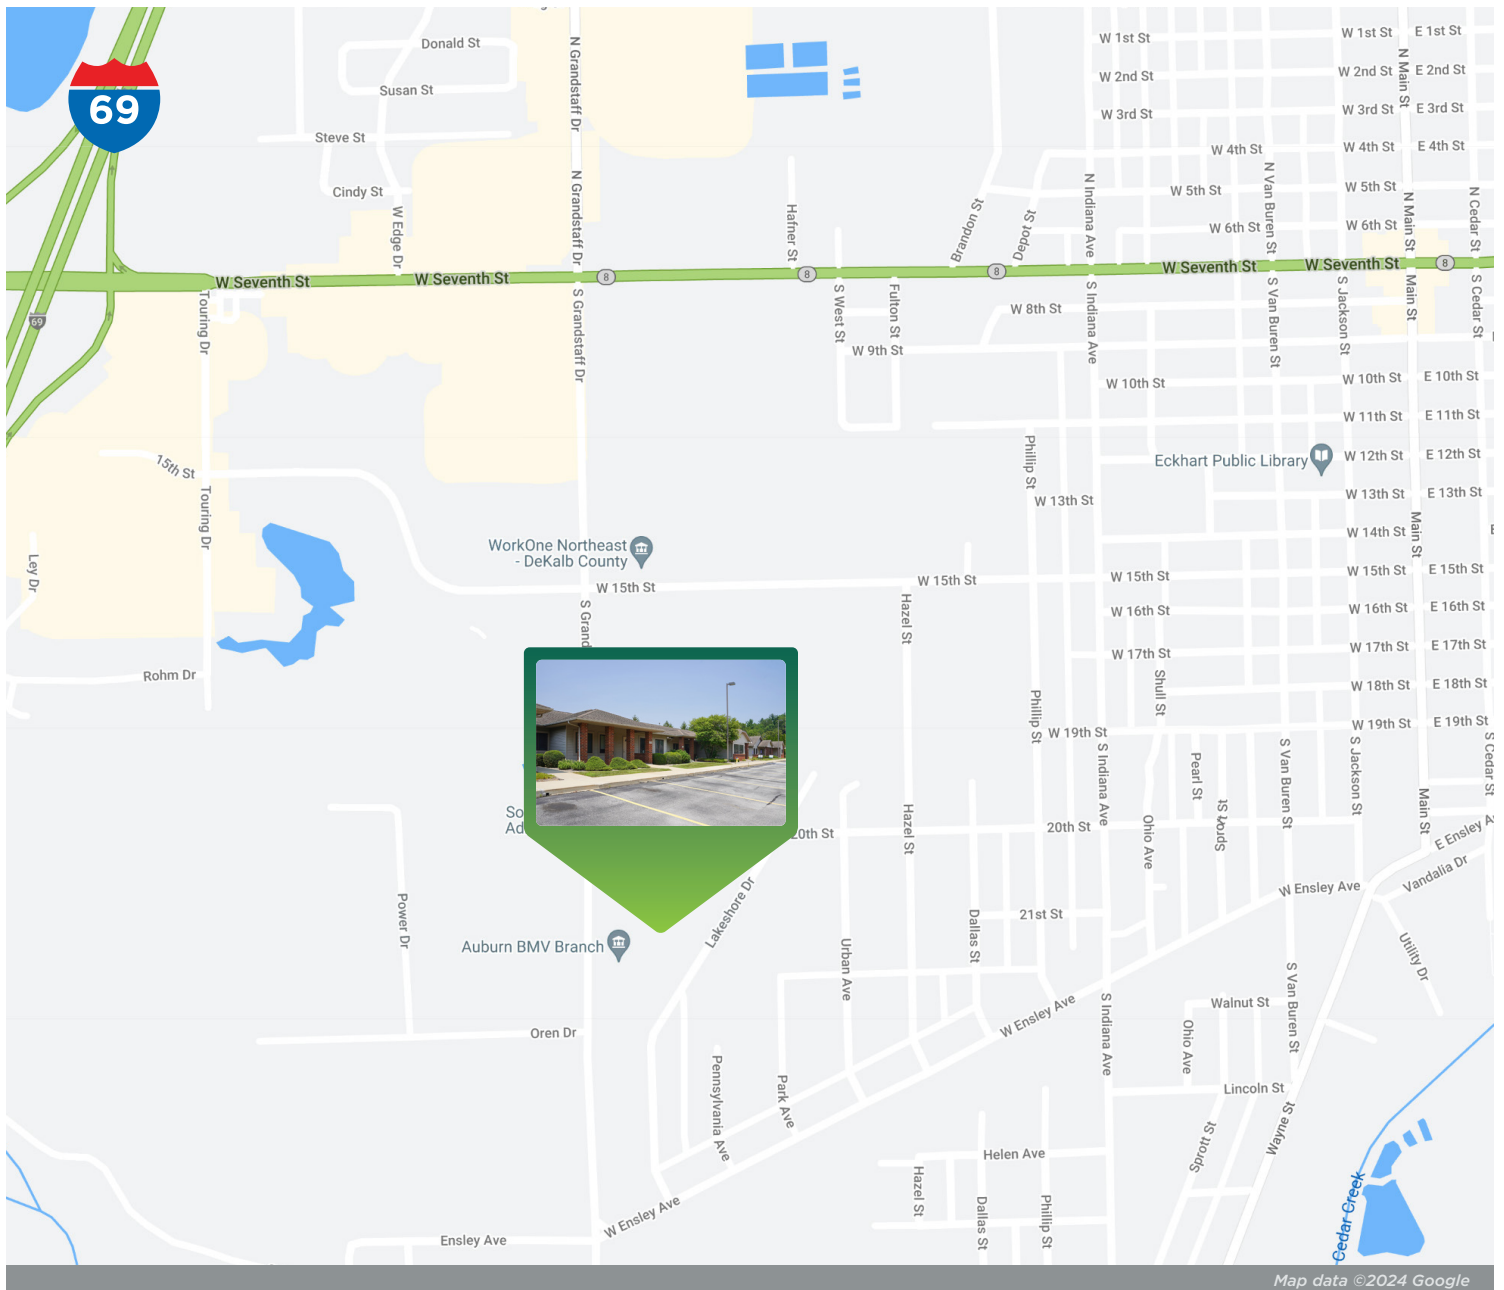 Donald St
Susan St
Steve St
Cindy St
W Edge Dr
N Grandstaff Dr
N Grandstaff Dr
69
W 1st St
W 1st St
E 1st St
W 2nd St
W 2nd St
E 2nd St
N Main St
W 3rd St
W 3rd St
E 3rd St
W 4th St
W 4th St
E 4th St
W 5th St
W 5th St
W 6th St
W 6th St
N Indiana Ave
N Van Buren St
N Main St
N Cedar St
Hafner St
Brandon St
Depot St
W Seventh St
W Seventh St
8
8
8
W Seventh St
W Seventh St
8
69
Touring Dr
S Grandstaff Dr
S West St
Fulton St
W 8th St
W 9th St
S Indiana Ave
S Van Buren St
S Jackson St
Main St
S Cedar St
W 10th St
W 10th St
E 10th St
W 11th St
E 11th St
Eckhart Public Library
W 12th St
E 12th St
Phillip St
W 13th St
W 13th St
E 13th St
15th St
Touring Dr
Ley Dr
Main St
W 14th St
WorkOne Northeast
- DeKalb County
W 15th St
W 15th St
W 15th St
W 15th St
E 15th St
S Grand
Hazel St
W 16th St
W 16th St
E 16th St
W 17th St
W 17th St
E 17th St
Rohm Dr
Shull St
W 18th St
E 18th St
Phillip St
W 19th St
W 19th St
E 19th St
S Indiana Ave
Pearl St
S Van Buren St
S Jackson St
S Cedar St
Main St
So
Ad
20th St
Hazel St
20th St
Ohio Ave
Sprott St
E Ensley A
Vandalia Dr
W Ensley Ave
Power Dr
Lakeshore Dr
Dallas St
21st St
Auburn BMV Branch
Urban Ave
Utility Dr
S Van Buren St
Oren Dr
W Ensley Ave
S Indiana Ave
Walnut St
Ohio Ave
Pennsylvania Ave
Park Ave
Lincoln St
Wayne St
Sprott St
Helen Ave
Hazel St
Dallas St
Phillip St
Cedar Creek
Ensley Ave
W Ensley Ave
Map data ©2024 Google